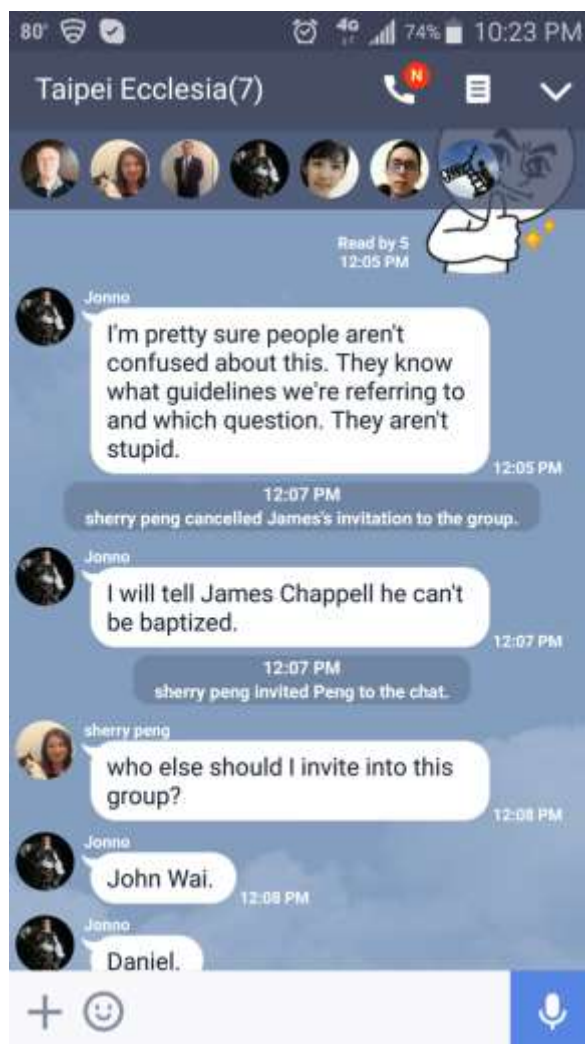 80° 4G 74% 10:23 PM
Taipei Ecclesia(7)
N
Read by 5
12:05 PM
Jonno
I'm pretty sure people aren't
confused about this. They know
what guidelines we're referring to
and which question. They aren't
stupid.
12:05 PM
12:07 PM
sherry peng cancelled James's invitation to the group.
Jonno
I will tell James Chappell he can't
be baptized.
12:07 PM
12:07 PM
sherry peng invited Peng to the chat.
sherry peng
who else should I invite into this
group?
12:08 PM
Jonno
John Wai.
12:08 PM
Jonno
Daniel.